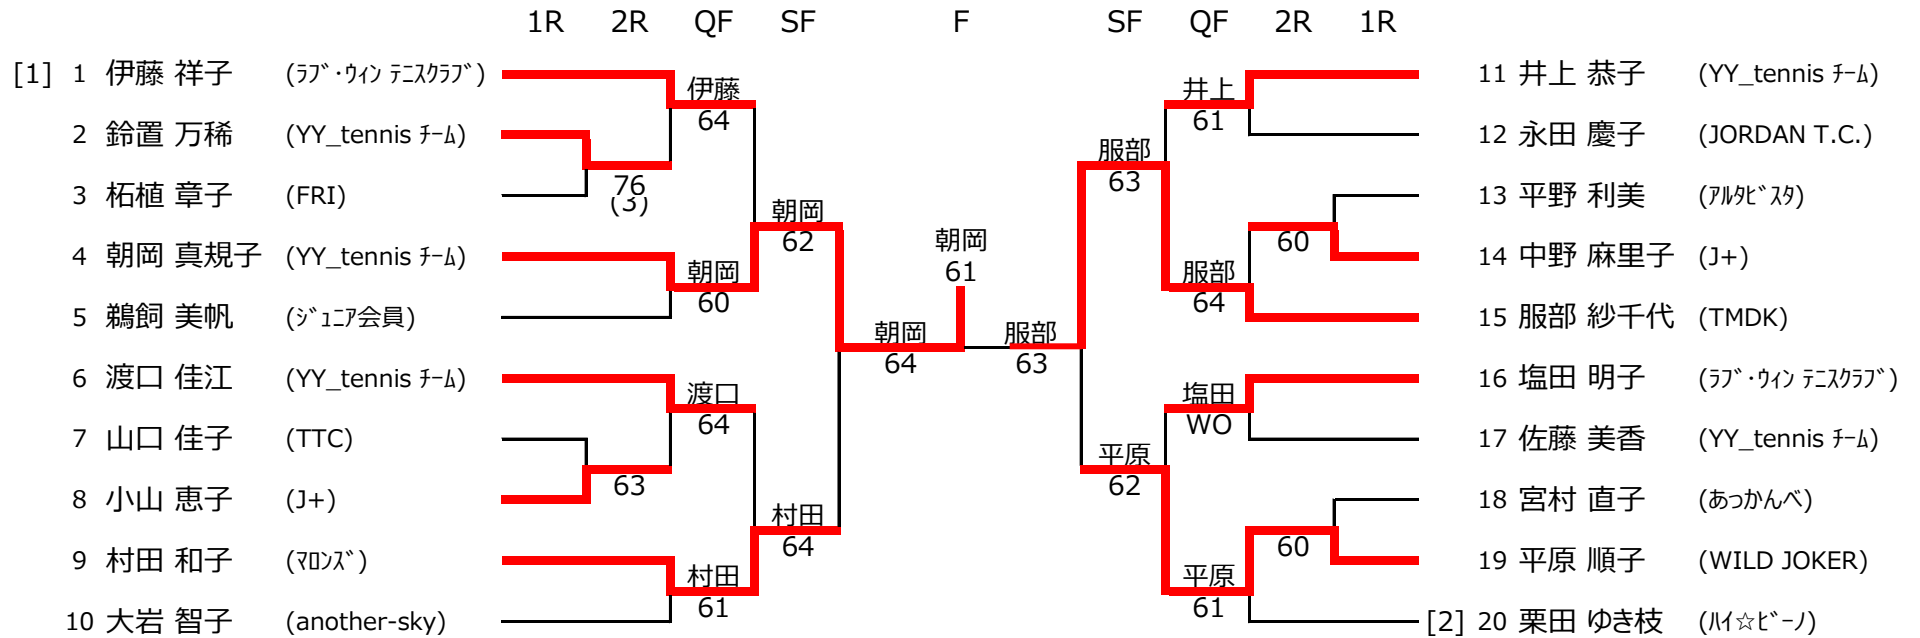 1R 2R QF SF F SF QF 2R 1R
[1] 1 伊藤 祥子 (ﾗﾌﾞ・ｳｨﾝ ﾃﾆｽｸﾗﾌﾞ) 11 井上 恭子 (YY_tennis ﾁｰﾑ)
伊藤 井上
64 61
2 鈴置 万稀 (YY_tennis ﾁｰﾑ) 12 永田 慶子 (JORDAN T.C.)
服部
63
3 柘植 章子 (FRI) 76 13 平野 利美 (ｱﾙﾀﾋﾞｽﾀ)
(3)
朝岡
62 朝岡 60
4 朝岡 真規子 (YY_tennis ﾁｰﾑ) 14 中野 麻里子 (J+)
朝岡 61 服部
60 64
5 鵜飼 美帆 (ｼﾞｭﾆｱ会員) 15 服部 紗千代 (TMDK)
朝岡 服部
64 63
6 渡口 佳江 (YY_tennis ﾁｰﾑ) 16 塩田 明子 (ﾗﾌﾞ・ｳｨﾝ ﾃﾆｽｸﾗﾌﾞ)
渡口 塩田
64 WO
7 山口 佳子 (TTC) 17 佐藤 美香 (YY_tennis ﾁｰﾑ)
平原
63 62
8 小山 恵子 (J+) 18 宮村 直子 (あっかんべ)
村田
64 60
9 村田 和子 (ﾏﾛﾝｽﾞ) 19 平原 順子 (WILD JOKER)
村田 平原
61 61
10 大岩 智子 (another-sky) [2] 20 栗田 ゆき枝 (ﾊｲ☆ﾋﾞｰﾉ)